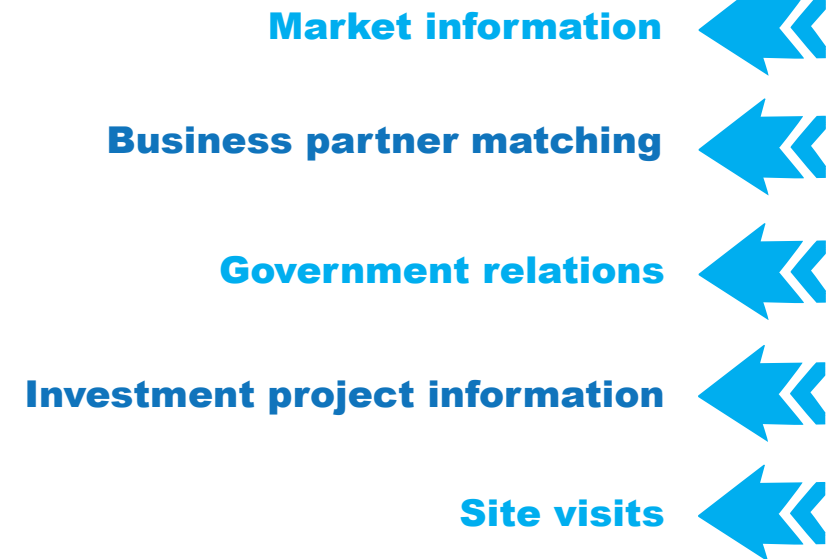 Market information
Business partner matching
Government relations
Investment project information
Site visits